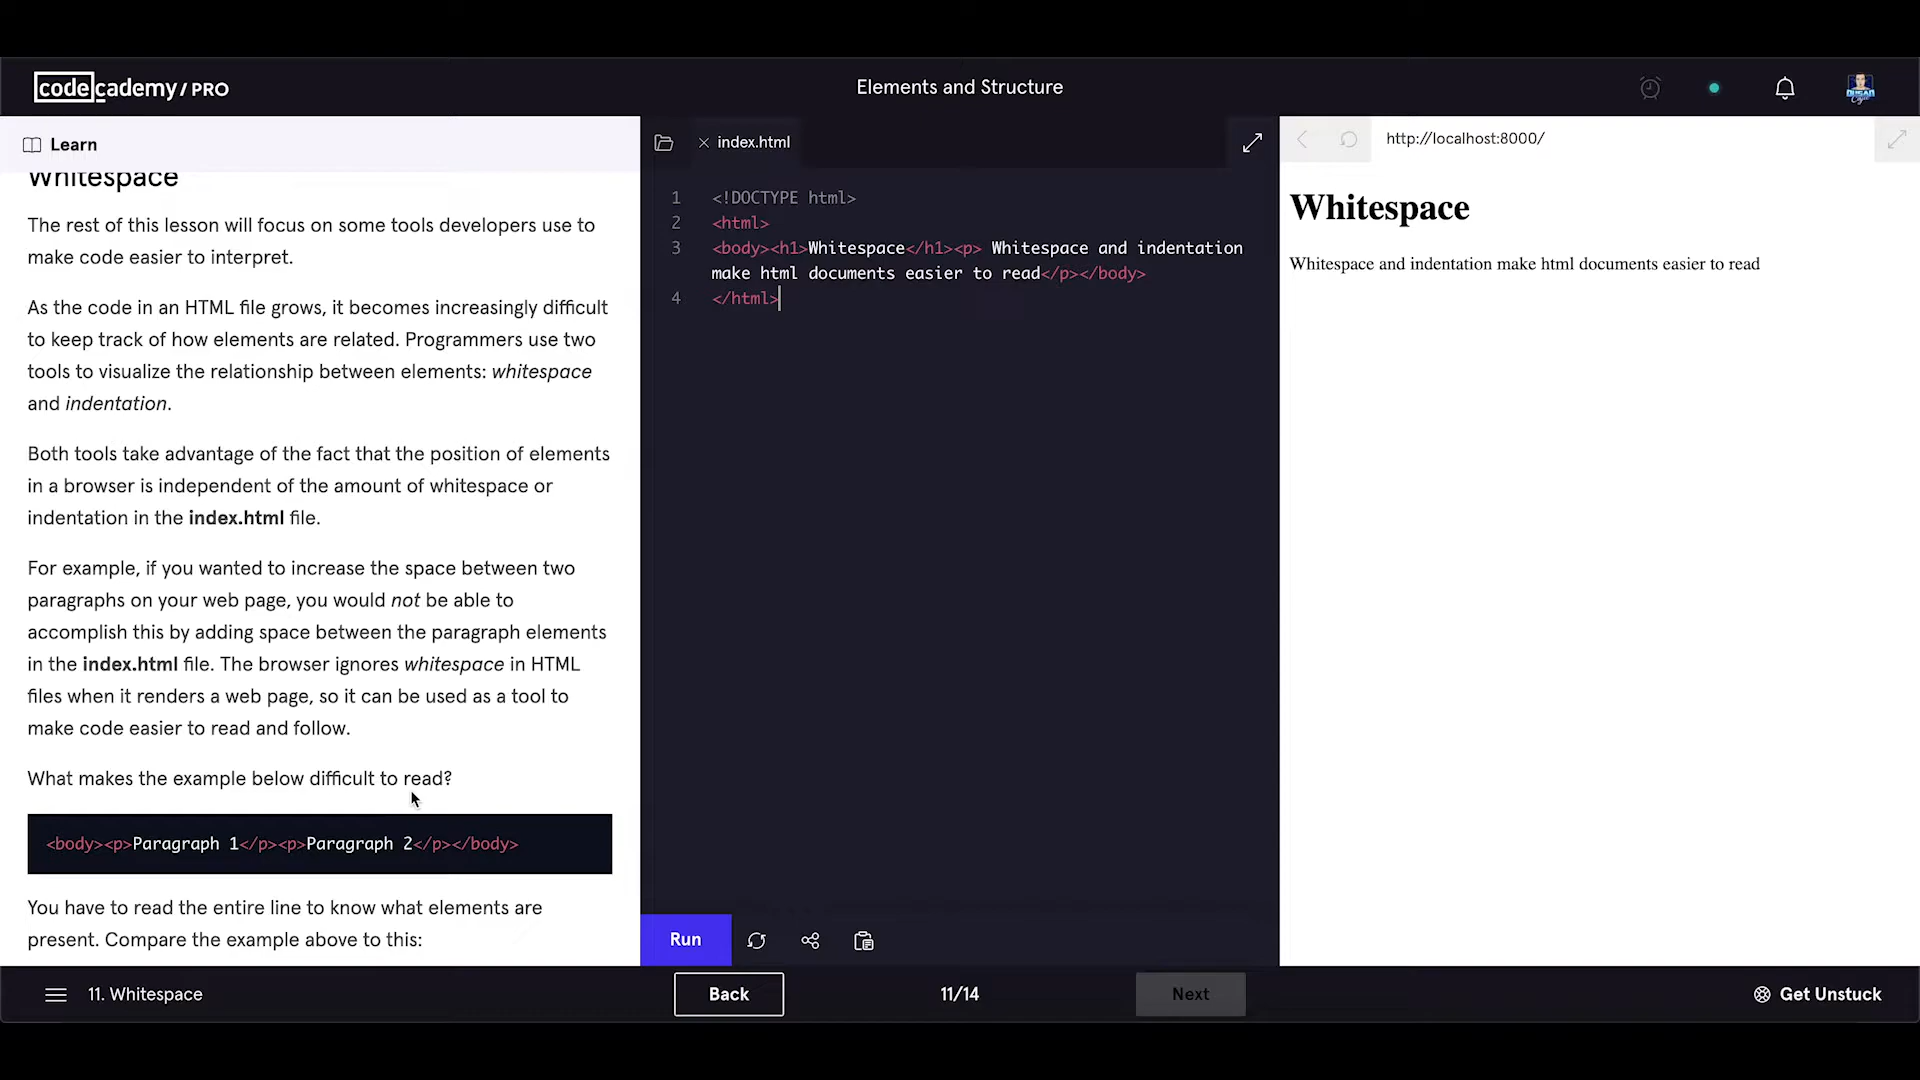 codecademy/PRO
Elements and Structure
Learn
Whitespace
The rest of this lesson will focus on some tools developers use to
make code easier to interpret.
As the code in an HTML file grows, it becomes increasingly difficult
to keep track of how elements are related. Programmers use two
tools to visualize the relationship between elements: whitespace
and indentation.
Both tools take advantage of the fact that the position of elements
in a browser is independent of the amount of whitespace or
indentation in the index.html file.
For example, if you wanted to increase the space between two
paragraphs on your web page, you would not be able to
accomplish this by adding space between the paragraph elements
in the index.html file. The browser ignores whitespace in HTML
files when it renders a web page, so it can be used as a tool to
make code easier to read and follow.
What makes the example below difficult to read?
<body><p>Paragraph 1</p><p>Paragraph 2</p></body>
You have to read the entire line to know what elements are
present. Compare the example above to this:
index.html
1 <!DOCTYPE html>
2 <html>
3 <body><h1>Whitespace</h1><p> Whitespace and indentation
make html documents easier to read</p></body>
4 </html>
Run
http://localhost:8000/
Whitespace
Whitespace and indentation make html documents easier to read
11. Whitespace
Back
11/14
Next
Get Unstuck